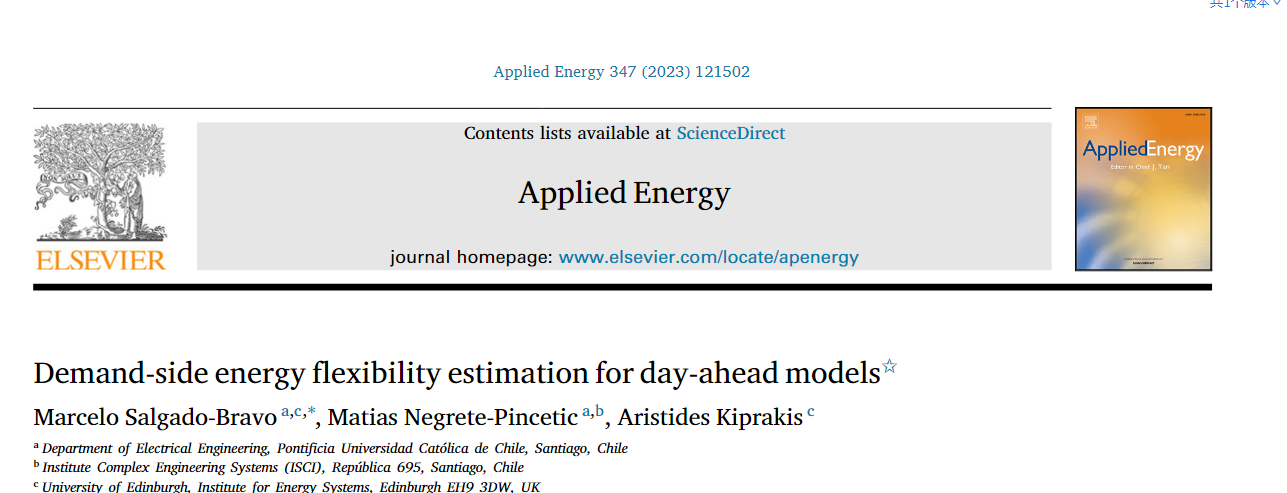 共1个版本
Applied Energy 347 (2023) 121502
Contents lists available at ScienceDirect
Applied Energy
journal homepage: www.elsevier.com/locate/apenergy
ELSEVIER
AppliedEnergy
Editor in Chief J. Yan
Demand-side energy flexibility estimation for day-ahead models☆
Marcelo Salgado-Bravo a,c,*, Matias Negrete-Pincetic a,b, Aristides Kiprakis c
a Department of Electrical Engineering, Pontificia Universidad Católica de Chile, Santiago, Chile
b Institute Complex Engineering Systems (ISCI), República 695, Santiago, Chile
c University of Edinburgh, Institute for Energy Systems, Edinburgh EH9 3DW, UK